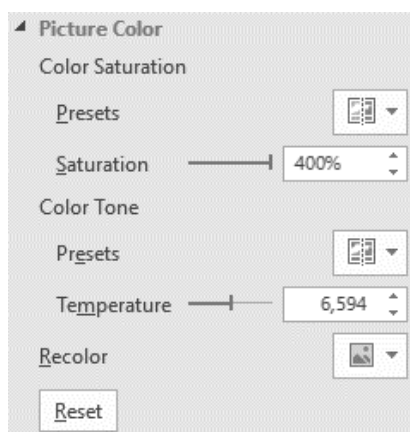 Picture Color
Color Saturation
Presets
Saturation 400%
Color Tone
Presets
Temperature 6,594
Recolor
Reset